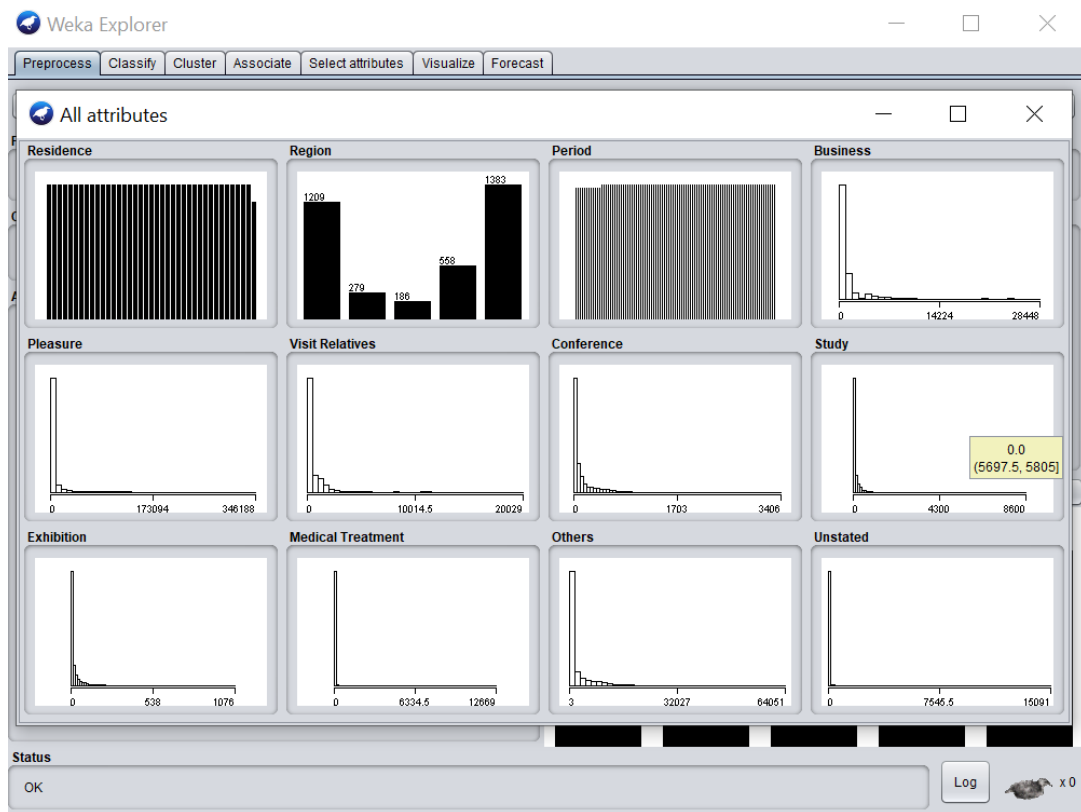 Weka Explorer
Preprocess Classify Cluster Associate Select attributes Visualize Forecast
All attributes
Residence Region Period Business
1209 279 186 558 1383
0 14224 28448
Pleasure Visit Relatives Conference Study
0 173094 346188
0 10014.5 20029
0 1703 3406
0 4300 8600
0.0
(5697.5, 5805]
Exhibition Medical Treatment Others Unstated
0 538 1076
0 6334.5 12669
3 32027 64051
0 7545.5 15091
Status
OK
Log
x 0